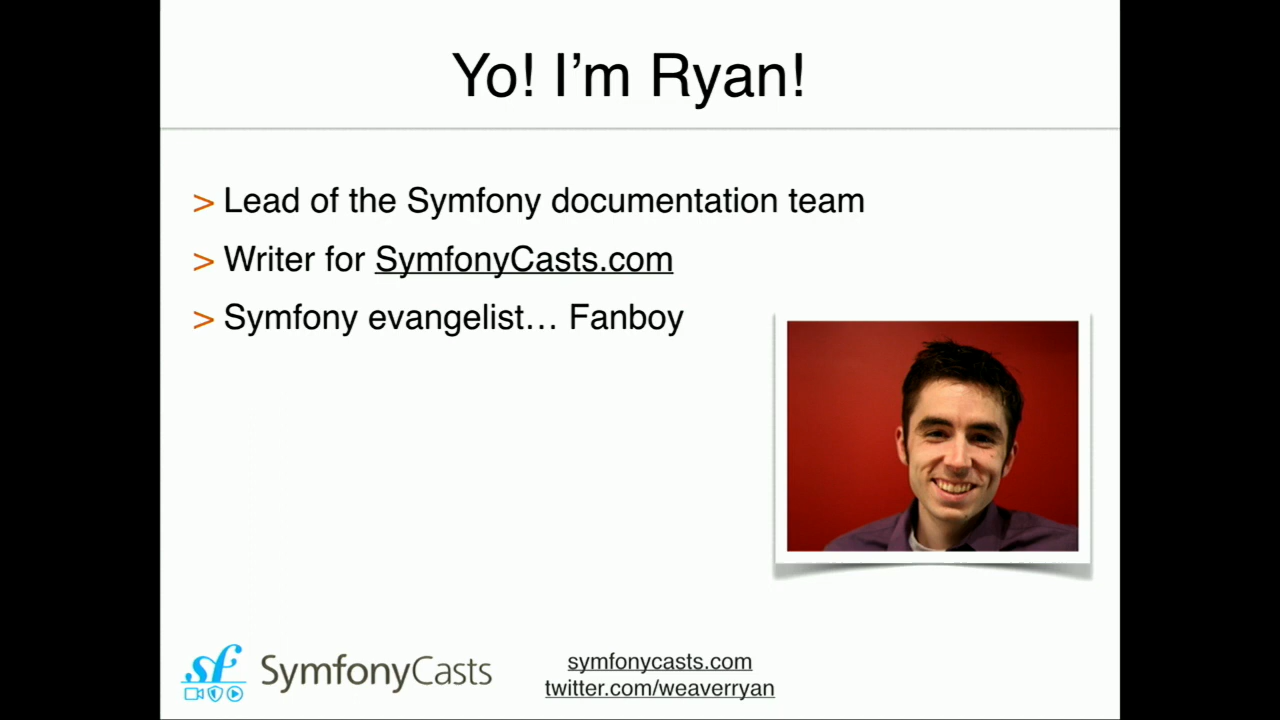 Yo! I'm Ryan!
> Lead of the Symfony documentation team
> Writer for SymfonyCasts.com
> Symfony evangelist… Fanboy
sf SymfonyCasts
symfonycasts.com
twitter.com/weaverryan